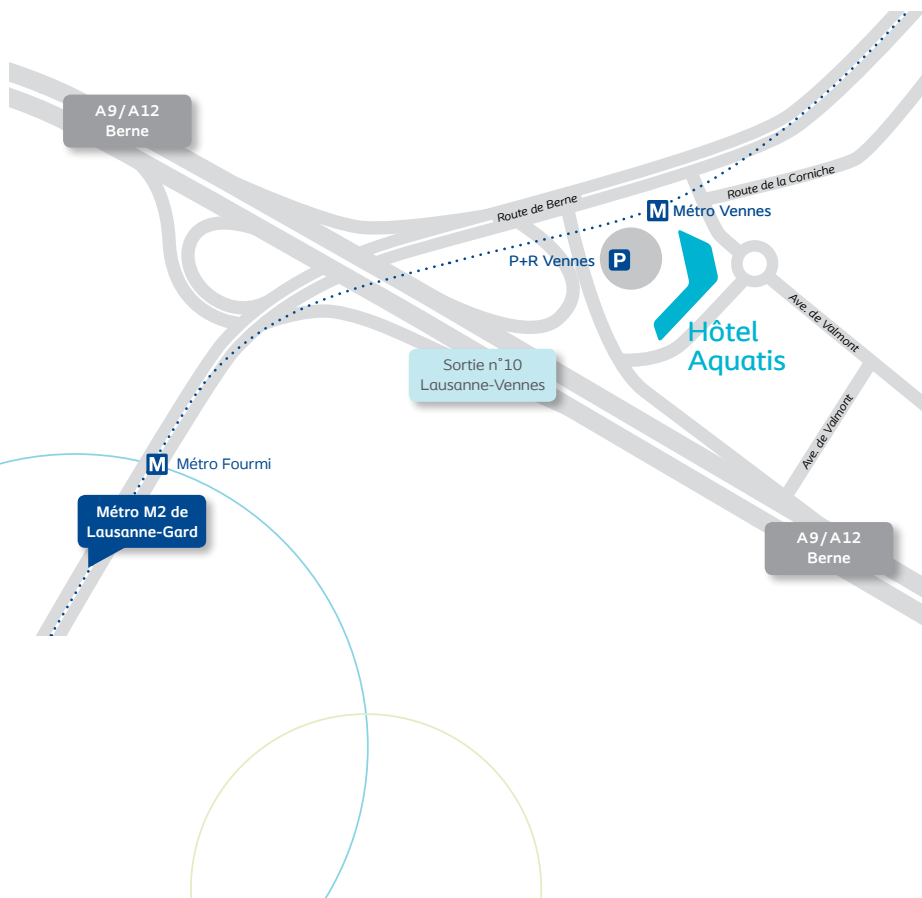 A9/A12
Berne
Route de Berne
Route de la Corniche
M Métro Vennes
P+R Vennes P
Ave. de Valmont
Hôtel
Aquatis
Sortie n°10
Lausanne-Vennes
Ave. de Valmont
M Métro Fourmi
Métro M2 de
Lausanne-Gard
A9/A12
Berne